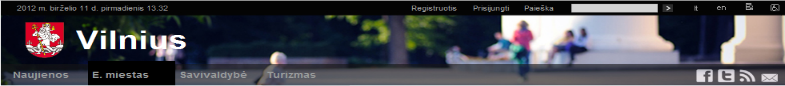 2012 m. birželio 11 d. pirmadienis 13:32 Registruotis Prisijungti Paieška > lt en
Vilnius
Naujienos E. miestas Savivaldybė Turizmas